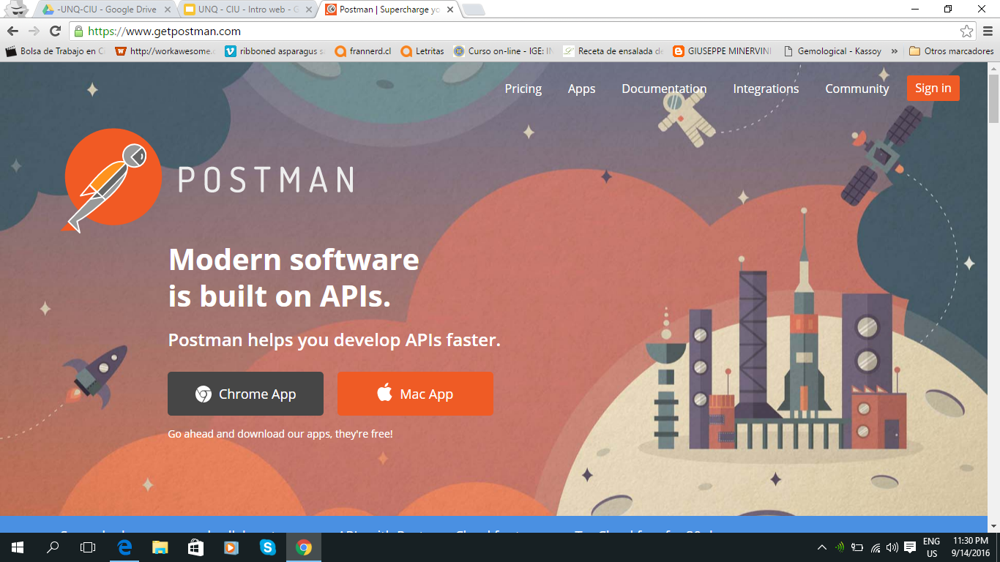 -UNQ-CIU - Google Drive
UNQ - CIU - Intro web - G
Postman | Supercharge yo
https://www.getpostman.com
Bolsa de Trabajo en C
http://workawesome.c
ribboned asparagus sa
frannerd.cl
Letritas
Curso on-line - IGE: IN
Receta de ensalada de
GIUSEPPE MINERVINI
Gemological - Kassoy
»
Otros marcadores
Pricing
Apps
Documentation
Integrations
Community
Sign in
POSTMAN
Modern software
is built on APIs.
Postman helps you develop APIs faster.
Chrome App
Mac App
Go ahead and download our apps, they're free!
ENG
US
11:30 PM
9/14/2016